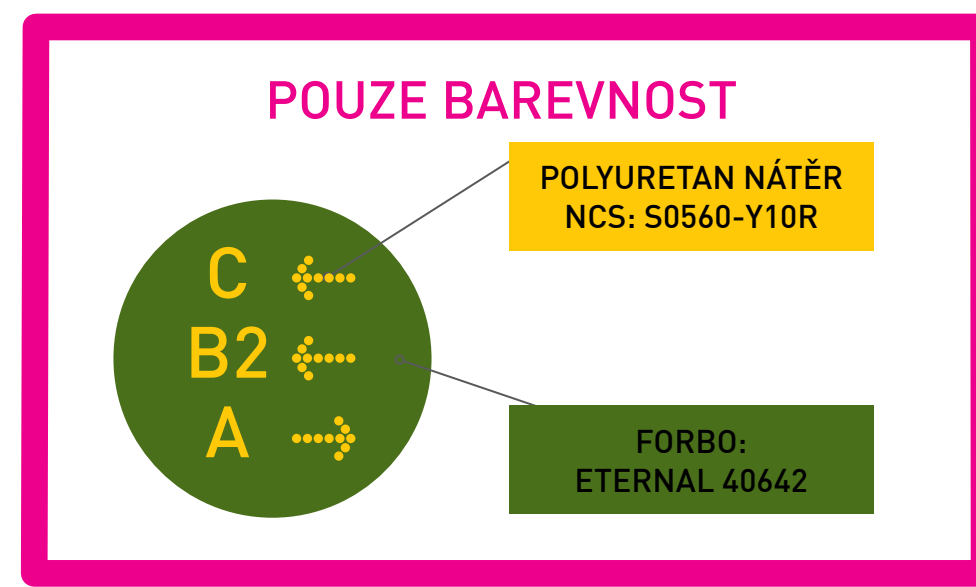 POUZE BAREVNOST
POLYURETAN NÁTĚR
NCS: S0560-Y10R
C
B2
A
FORBO:
ETERNAL 40642